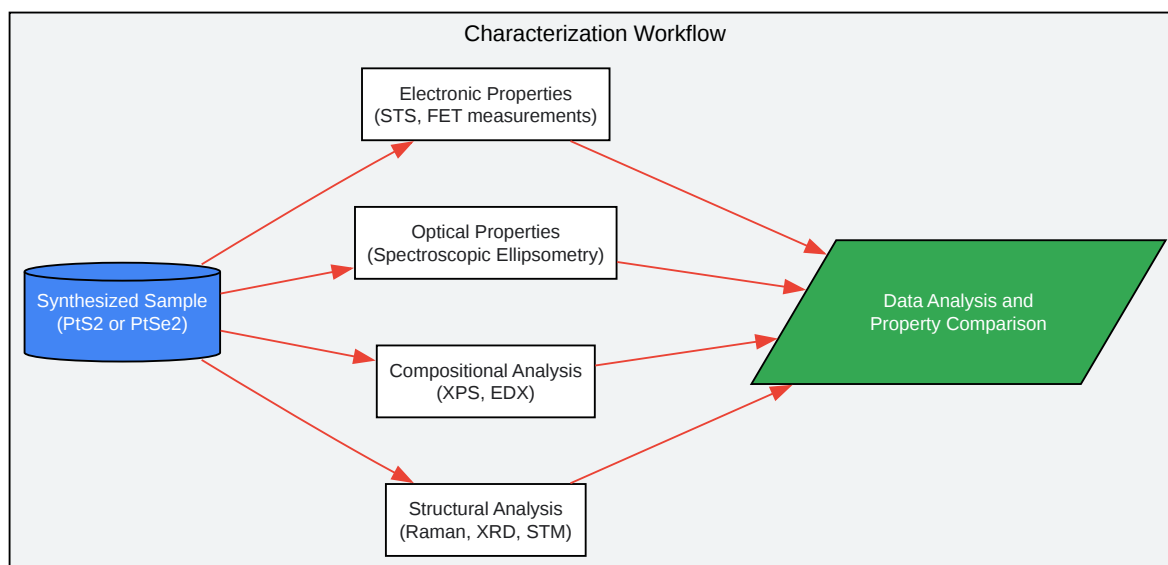 Characterization Workflow
Electronic Properties
(STS, FET measurements)
Optical Properties
(Spectroscopic Ellipsometry)
Synthesized Sample
(PtS2 or PtSe2)
Data Analysis and
Property Comparison
Compositional Analysis
(XPS, EDX)
Structural Analysis
(Raman, XRD, STM)